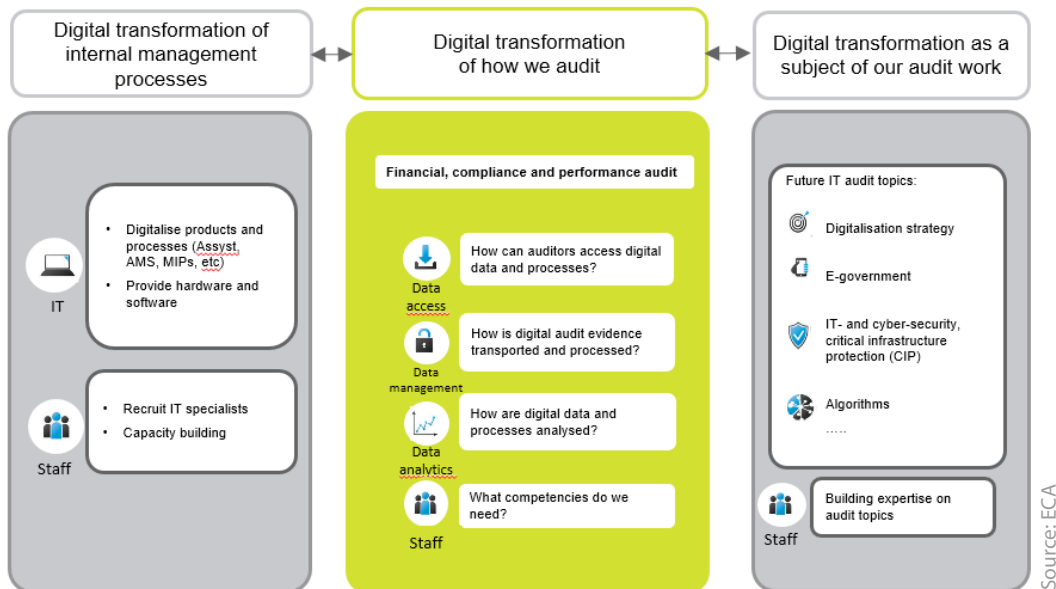 Digital transformation of
internal management
processes
Digital transformation
of how we audit
Digital transformation as a
subject of our audit work
• Digitalise products and
processes (Assyst,
AMS, MIPs, etc)
• Provide hardware and
software
IT
• Recruit IT specialists
• Capacity building
Staff
Financial, compliance and performance audit
Data
access
How can auditors access digital
data and processes?
Data
management
How is digital audit evidence
transported and processed?
Data
analytics
How are digital data and
processes analysed?
Staff
What competencies do we
need?
Future IT audit topics:
Digitalisation strategy
E-government
IT- and cyber-security,
critical infrastructure
protection (CIP)
Algorithms
.....
Staff
Building expertise on
audit topics
Source: ECA